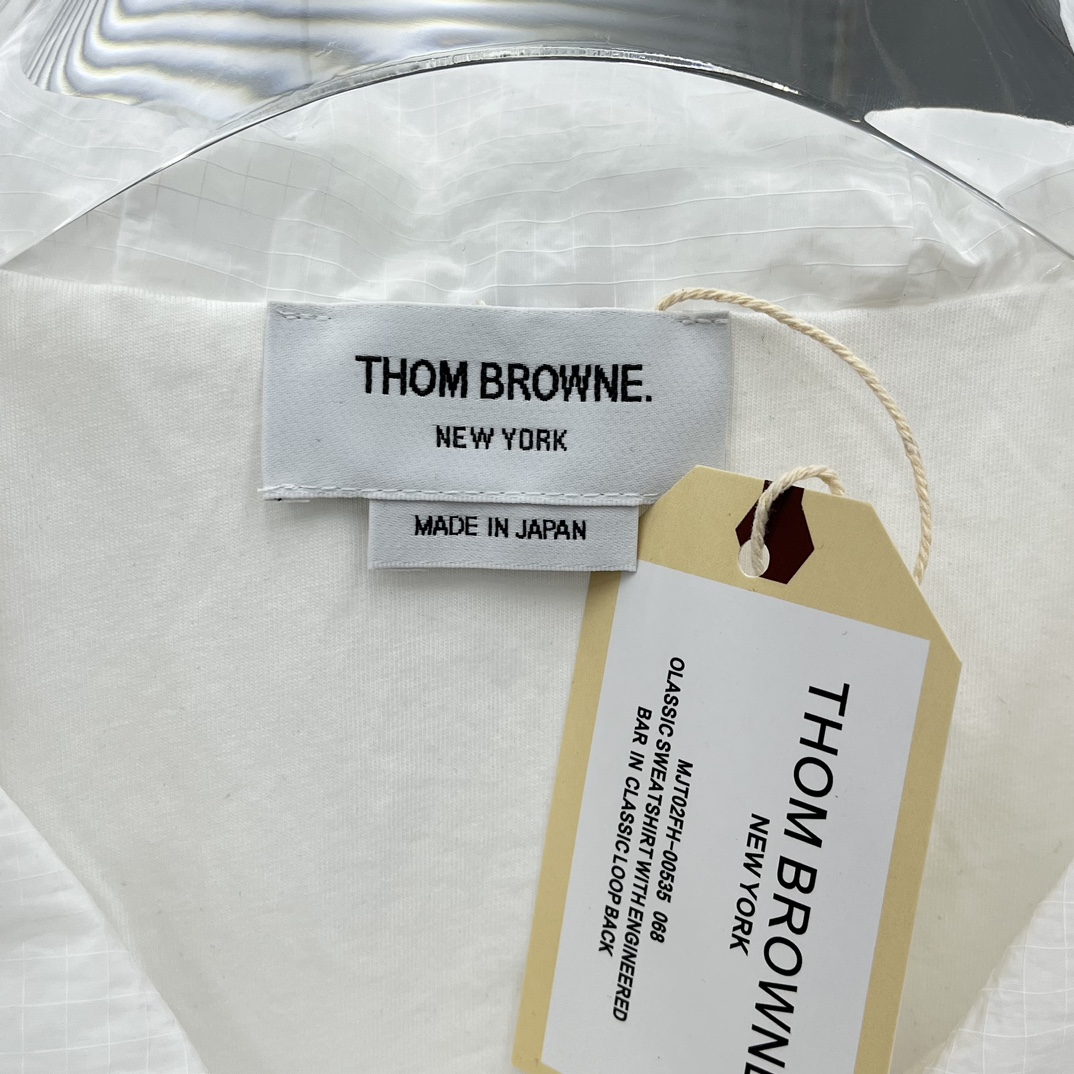 THOM BROWNE.
NEW YORK
MADE IN JAPAN
THOM BROWNE
NEW YORK
MJT02FH-00535 068
OLASSIC SWEATSHIRT WITH ENGINEERED
BAR IN CLASSIC LOOP BACK